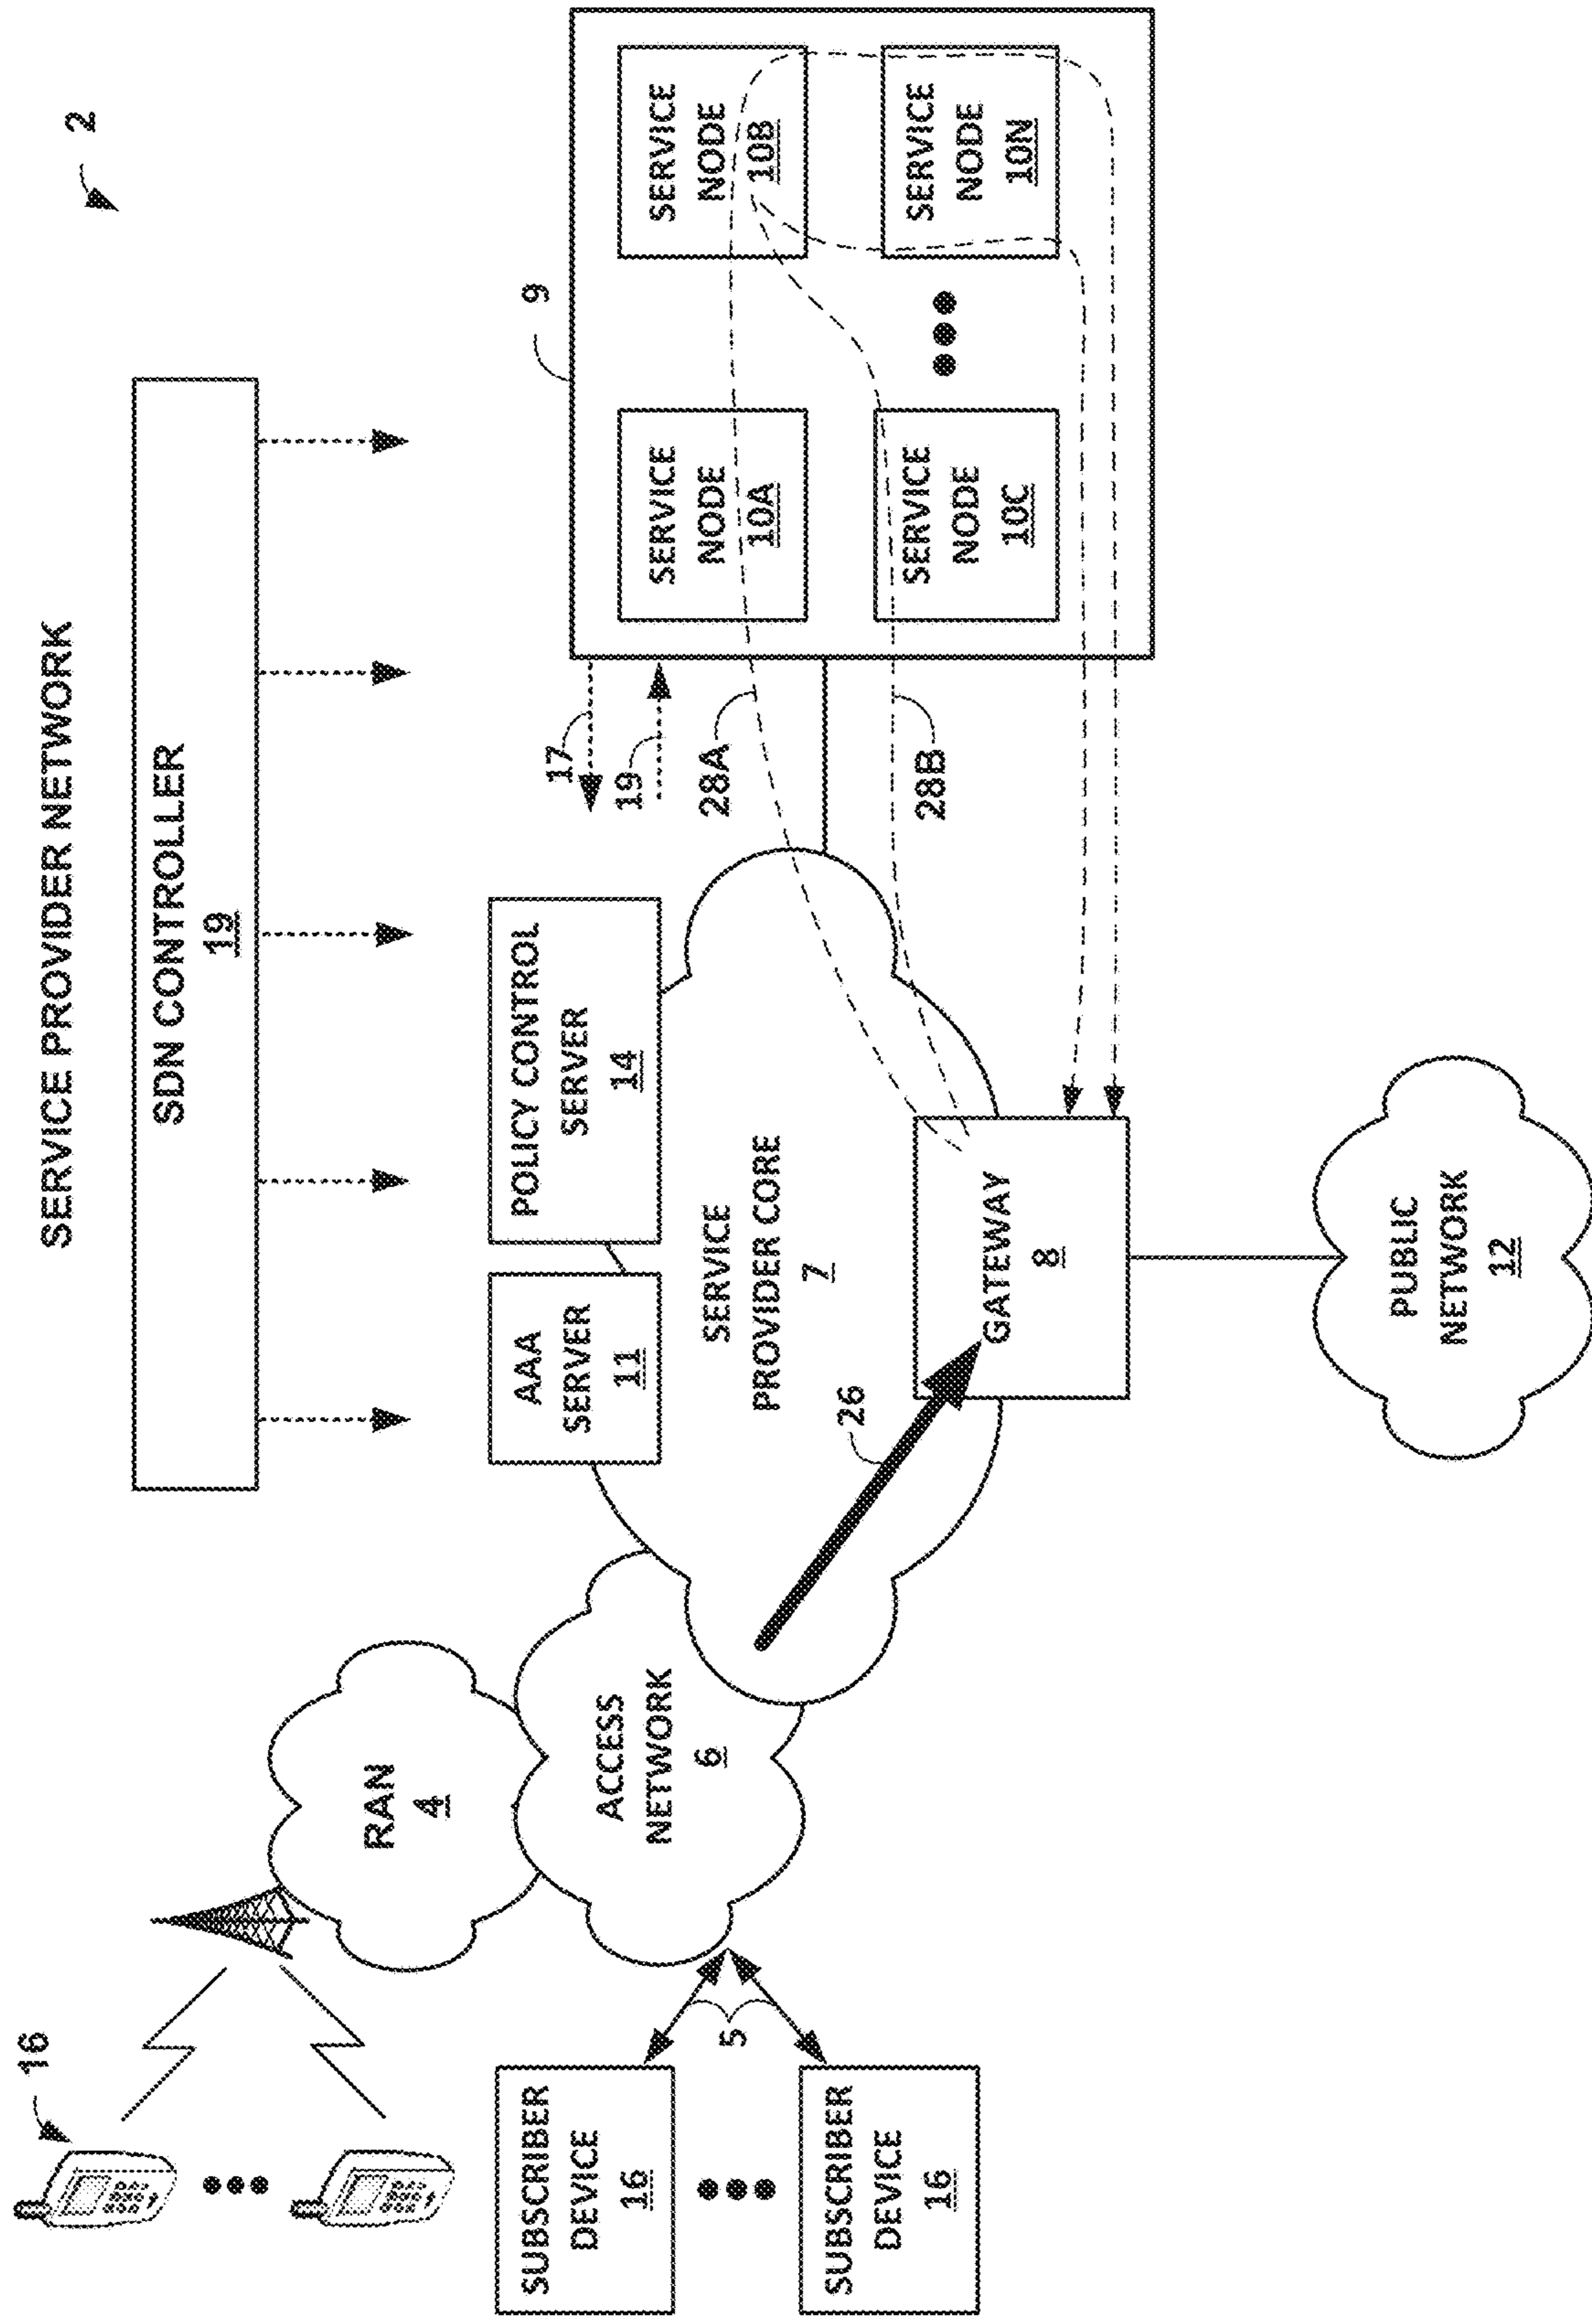 SERVICE PROVIDER NETWORK
2
SDN CONTROLLER
19
16
RAN
4
AAA
SERVER
11
POLICY CONTROL
SERVER
14
17
19
9
SERVICE
NODE
10A
SERVICE
NODE
10B
28A
SUBSCRIBER
DEVICE
16
5
ACCESS
NETWORK
6
SERVICE
PROVIDER CORE
7
28B
SERVICE
NODE
10C
SERVICE
NODE
10N
SUBSCRIBER
DEVICE
16
26
GATEWAY
8
PUBLIC
NETWORK
12